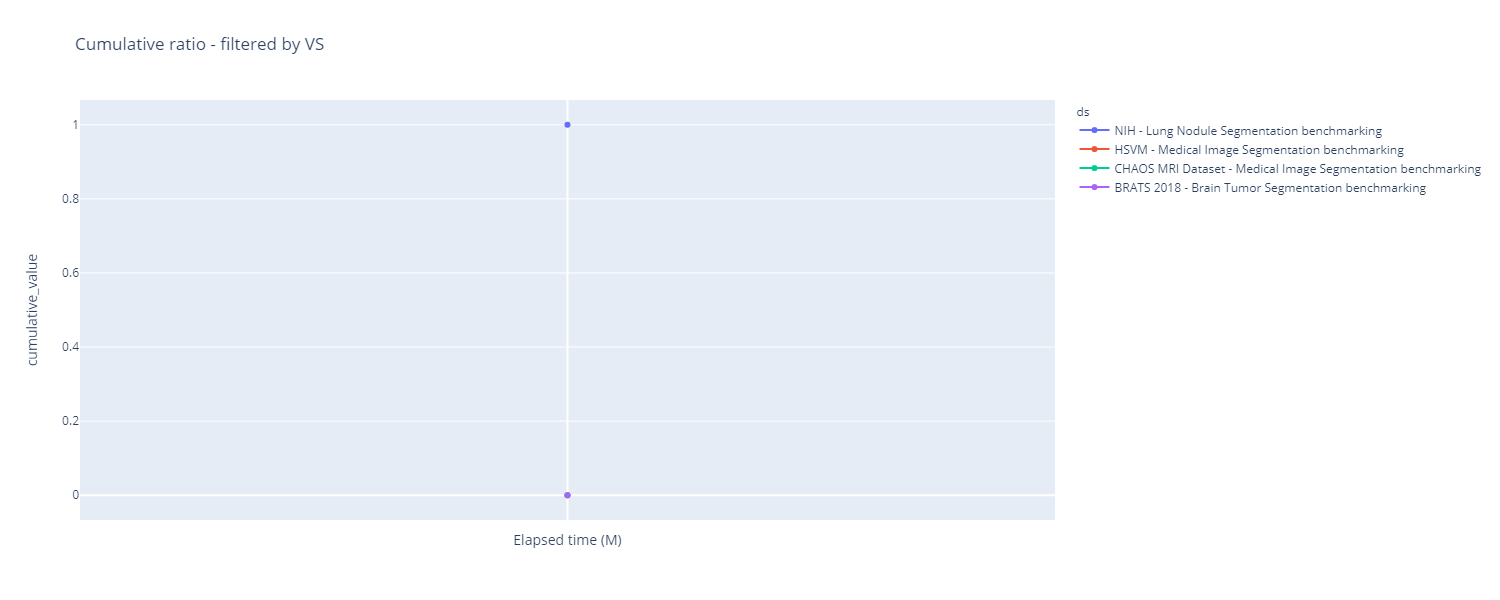 Cumulative ratio - filtered by VS
ds
NIH - Lung Nodule Segmentation benchmarking
HSVM - Medical Image Segmentation benchmarking
CHAOS MRI Dataset - Medical Image Segmentation benchmarking
BRATS 2018 - Brain Tumor Segmentation benchmarking
cumulative_value
1
0.8
0.6
0.4
0.2
0
Elapsed time (M)